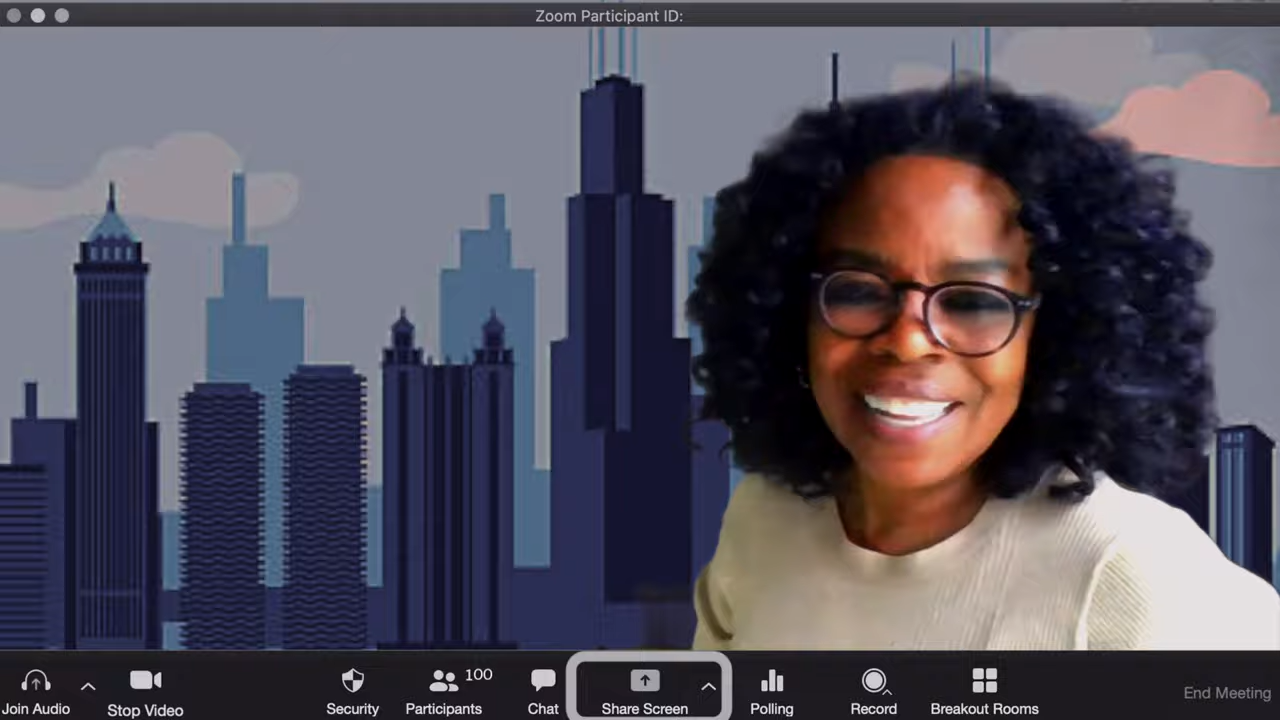 Zoom Participant ID:
100
Join Audio
Stop Video
Security
Participants
Chat
Share Screen
Polling
Record
Breakout Rooms
End Meeting